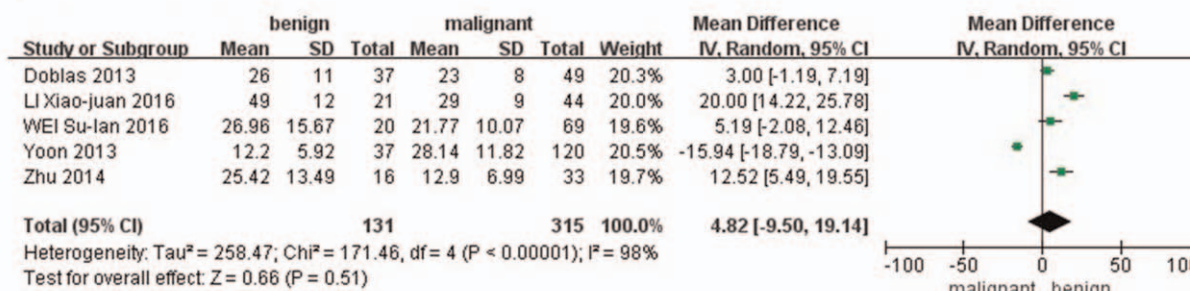 benign malignant Mean Difference Mean Difference
Study or Subgroup Mean SD Total Mean SD Total Weight IV, Random, 95% CI IV, Random, 95% CI
Doblas 2013 26 11 37 23 8 49 20.3% 3.00 [-1.19, 7.19]
LI Xiao-juan 2016 49 12 21 29 9 44 20.0% 20.00 [14.22, 25.78]
WEI Su-lan 2016 26.96 15.67 20 21.77 10.07 69 19.6% 5.19 [-2.08, 12.46]
Yoon 2013 12.2 5.92 37 28.14 11.82 120 20.5% -15.94 [-18.79, -13.09]
Zhu 2014 25.42 13.49 16 12.9 6.99 33 19.7% 12.52 [5.49, 19.55]
Total (95% CI) 131 315 100.0% 4.82 [-9.50, 19.14]
Heterogeneity: Tau² = 258.47; Chi² = 171.46, df = 4 (P < 0.00001); I² = 98%
Test for overall effect: Z = 0.66 (P = 0.51)
-100 -50 0 50 100
malignant benign